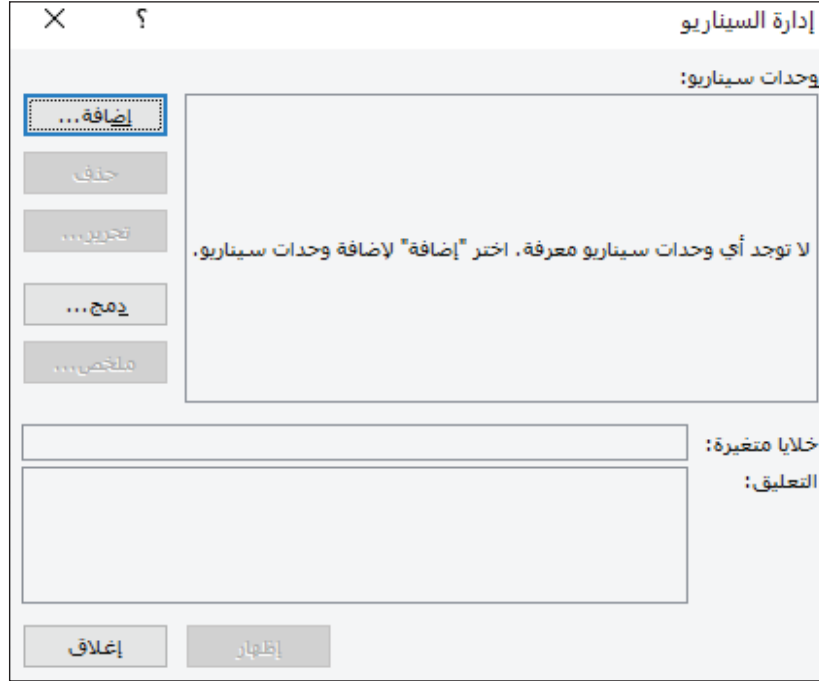 إدارة السيناريو ؟
وحدات سيناريو:
إضافة...
حذف
تحرير...
لا توجد أي وحدات سيناريو معرفة. اختر "إضافة" لإضافة وحدات سيناريو.
دمج...
ملخص...
خلايا متغيرة:
التعليق:
إظهار
إغلاق